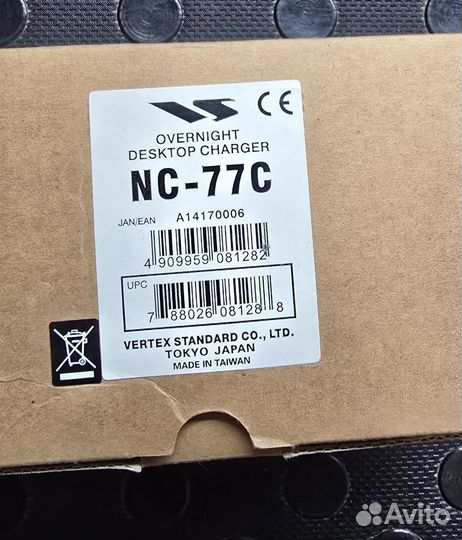 CE
OVERNIGHT
DESKTOP CHARGER
NC-77C
JAN/EAN A14170006
4 909959 081282
UPC
7 88026 08128 8
VERTEX STANDARD CO., LTD.
TOKYO JAPAN
MADE IN TAIWAN
Avito